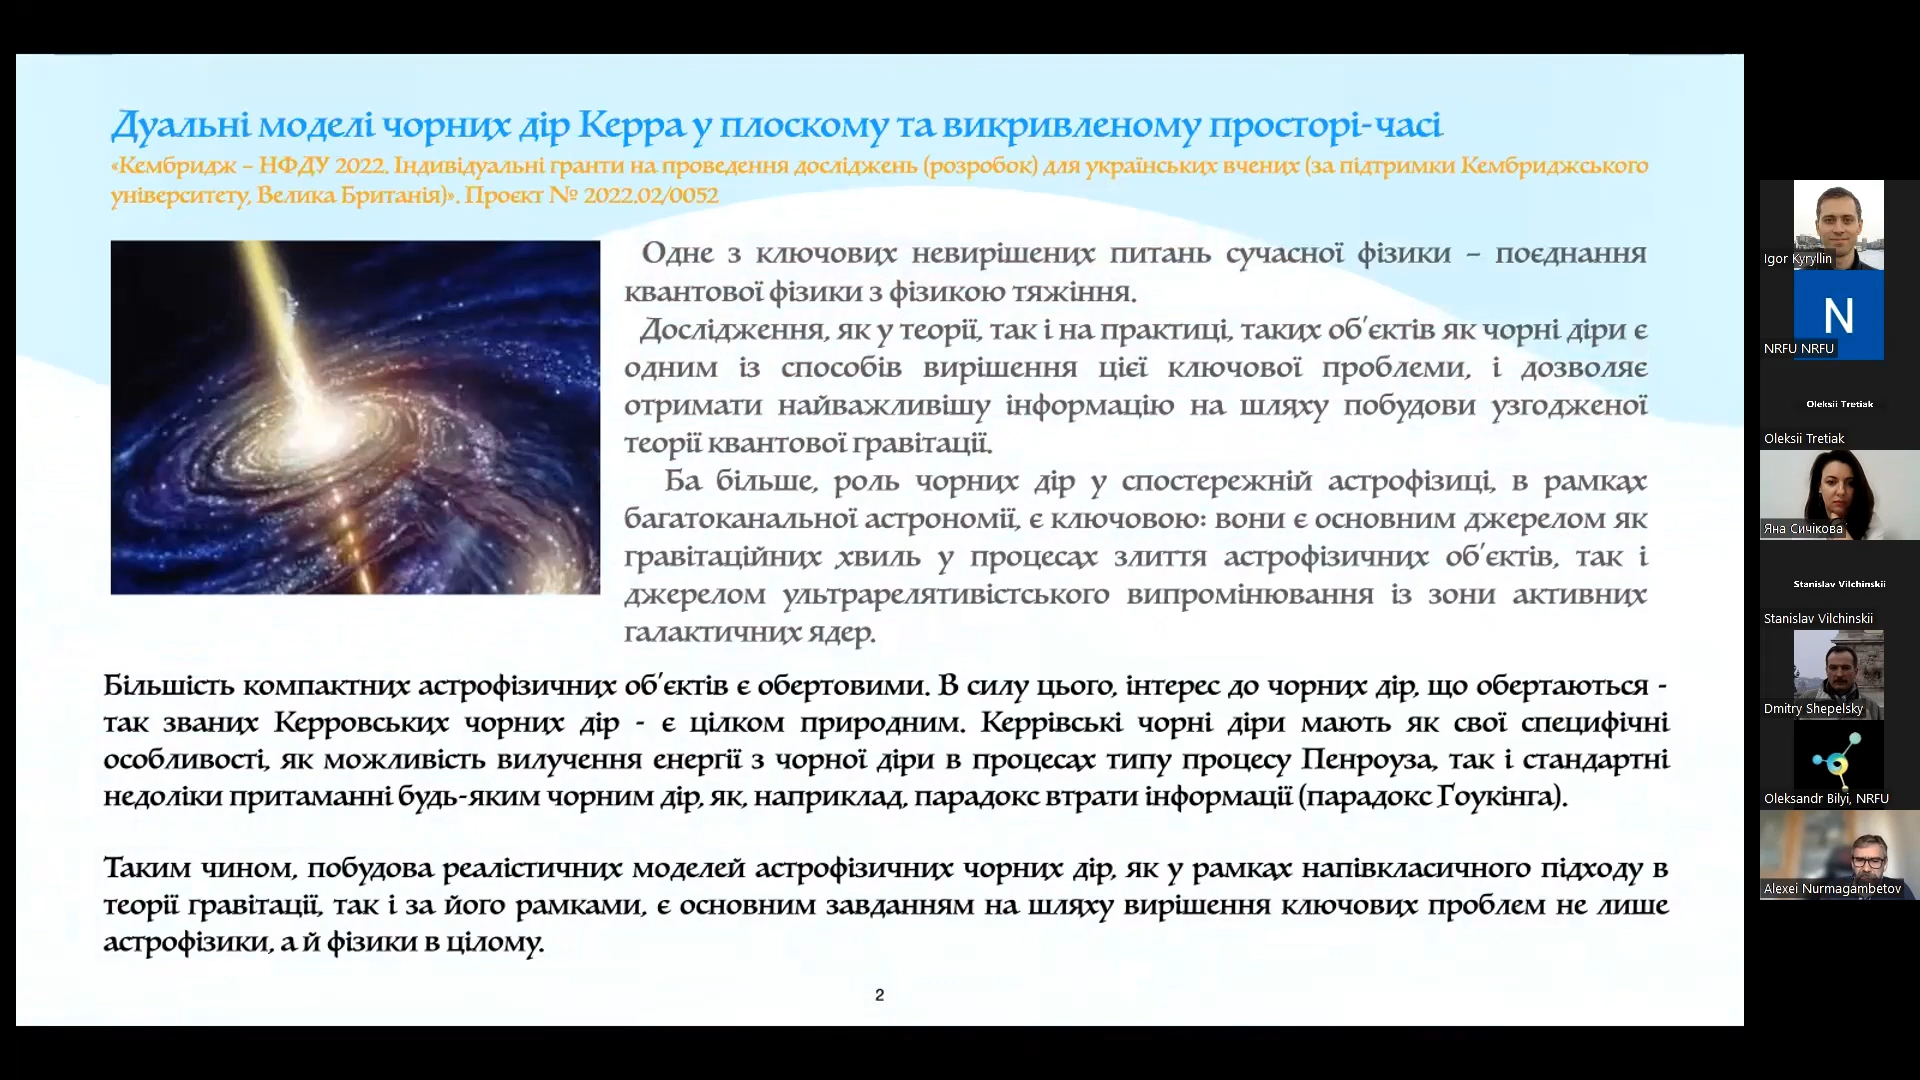 Дуальні моделі чорних дір Керра у плоскому та викривленому просторі-часі
«Кембридж – НФДУ 2022. Індивідуальні гранти на проведення досліджень (розробок) для українських вчених (за підтримки Кембриджського
університету, Велика Британія)». Проєкт № 2022.02/0052
Одне з ключових невирішених питань сучасної фізики – поєднання
квантової фізики з фізикою тяжіння.
Дослідження, як у теорії, так і на практиці, таких об'єктів як чорні діри є
одним із способів вирішення цієї ключової проблеми, і дозволяє
отримати найважливішу інформацію на шляху побудови узгодженої
теорії квантової гравітації.
Ба більше, роль чорних дір у спостережній астрофізиці, в рамках
багатоканальної астрономії, є ключовою: вони є основним джерелом як
гравітаційних хвиль у процесах злиття астрофізичних об'єктів, так і
джерелом ультрарелятивістського випромінювання із зони активних
галактичних ядер.
Більшість компактних астрофізичних об'єктів є обертовими. В силу цього, інтерес до чорних дір, що обертаються -
так званих Керровських чорних дір - є цілком природним. Керрівські чорні діри мають як свої специфічні
особливості, як можливість вилучення енергії з чорної діри в процесах типу процесу Пенроуза, так і стандартні
недоліки притаманні будь-яким чорним дір, як, наприклад, парадокс втрати інформації (парадокс Гоукінга).
Таким чином, побудова реалістичних моделей астрофізичних чорних дір, як у рамках напівкласичного підходу в
теорії гравітації, так і за його рамками, є основним завданням на шляху вирішення ключових проблем не лише
астрофізики, а й фізики в цілому.
2
Igor Kyryllin
N
NRFU NRFU
Oleksii Tretiak
Oleksii Tretiak
Яна Сичікова
Stanislav Vilchinskii
Stanislav Vilchinskii
Dmitry Shepelsky
Oleksandr Bilyi, NRFU
Alexei Nurmagambetov